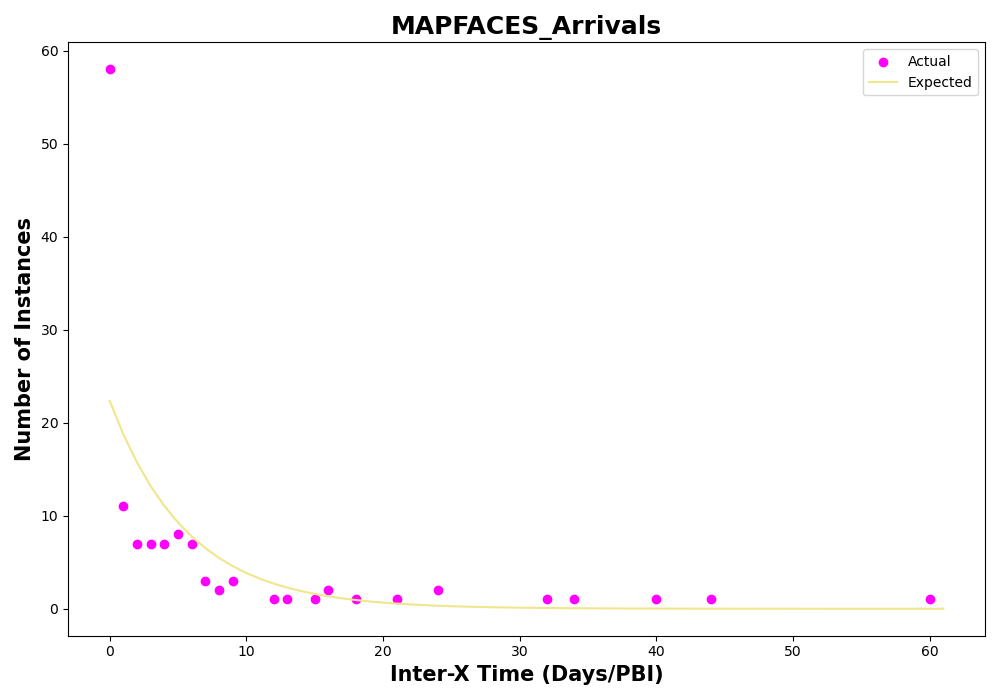 MAPFACES_Arrivals
Actual
Expected
Number of Instances
60
50
40
30
20
10
0
0 10 20 30 40 50 60
Inter-X Time (Days/PBI)